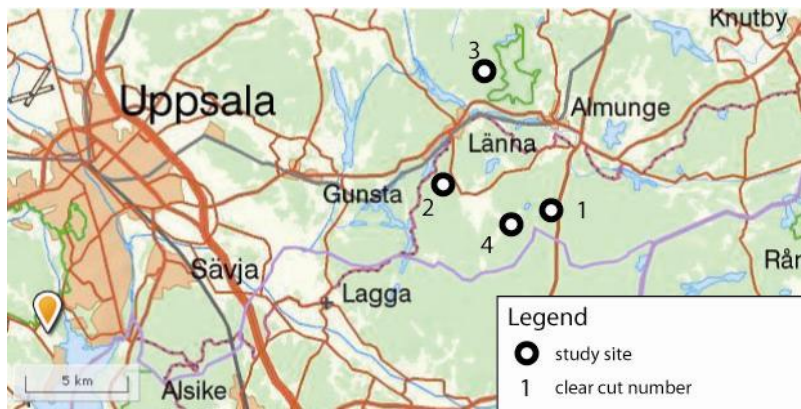 Knutby
3
Uppsala
Almunge
Länna
Gunsta
2
1
4
Sävja
Rån
Lagga
Legend
study site
1 clear cut number
5 km
Alsike